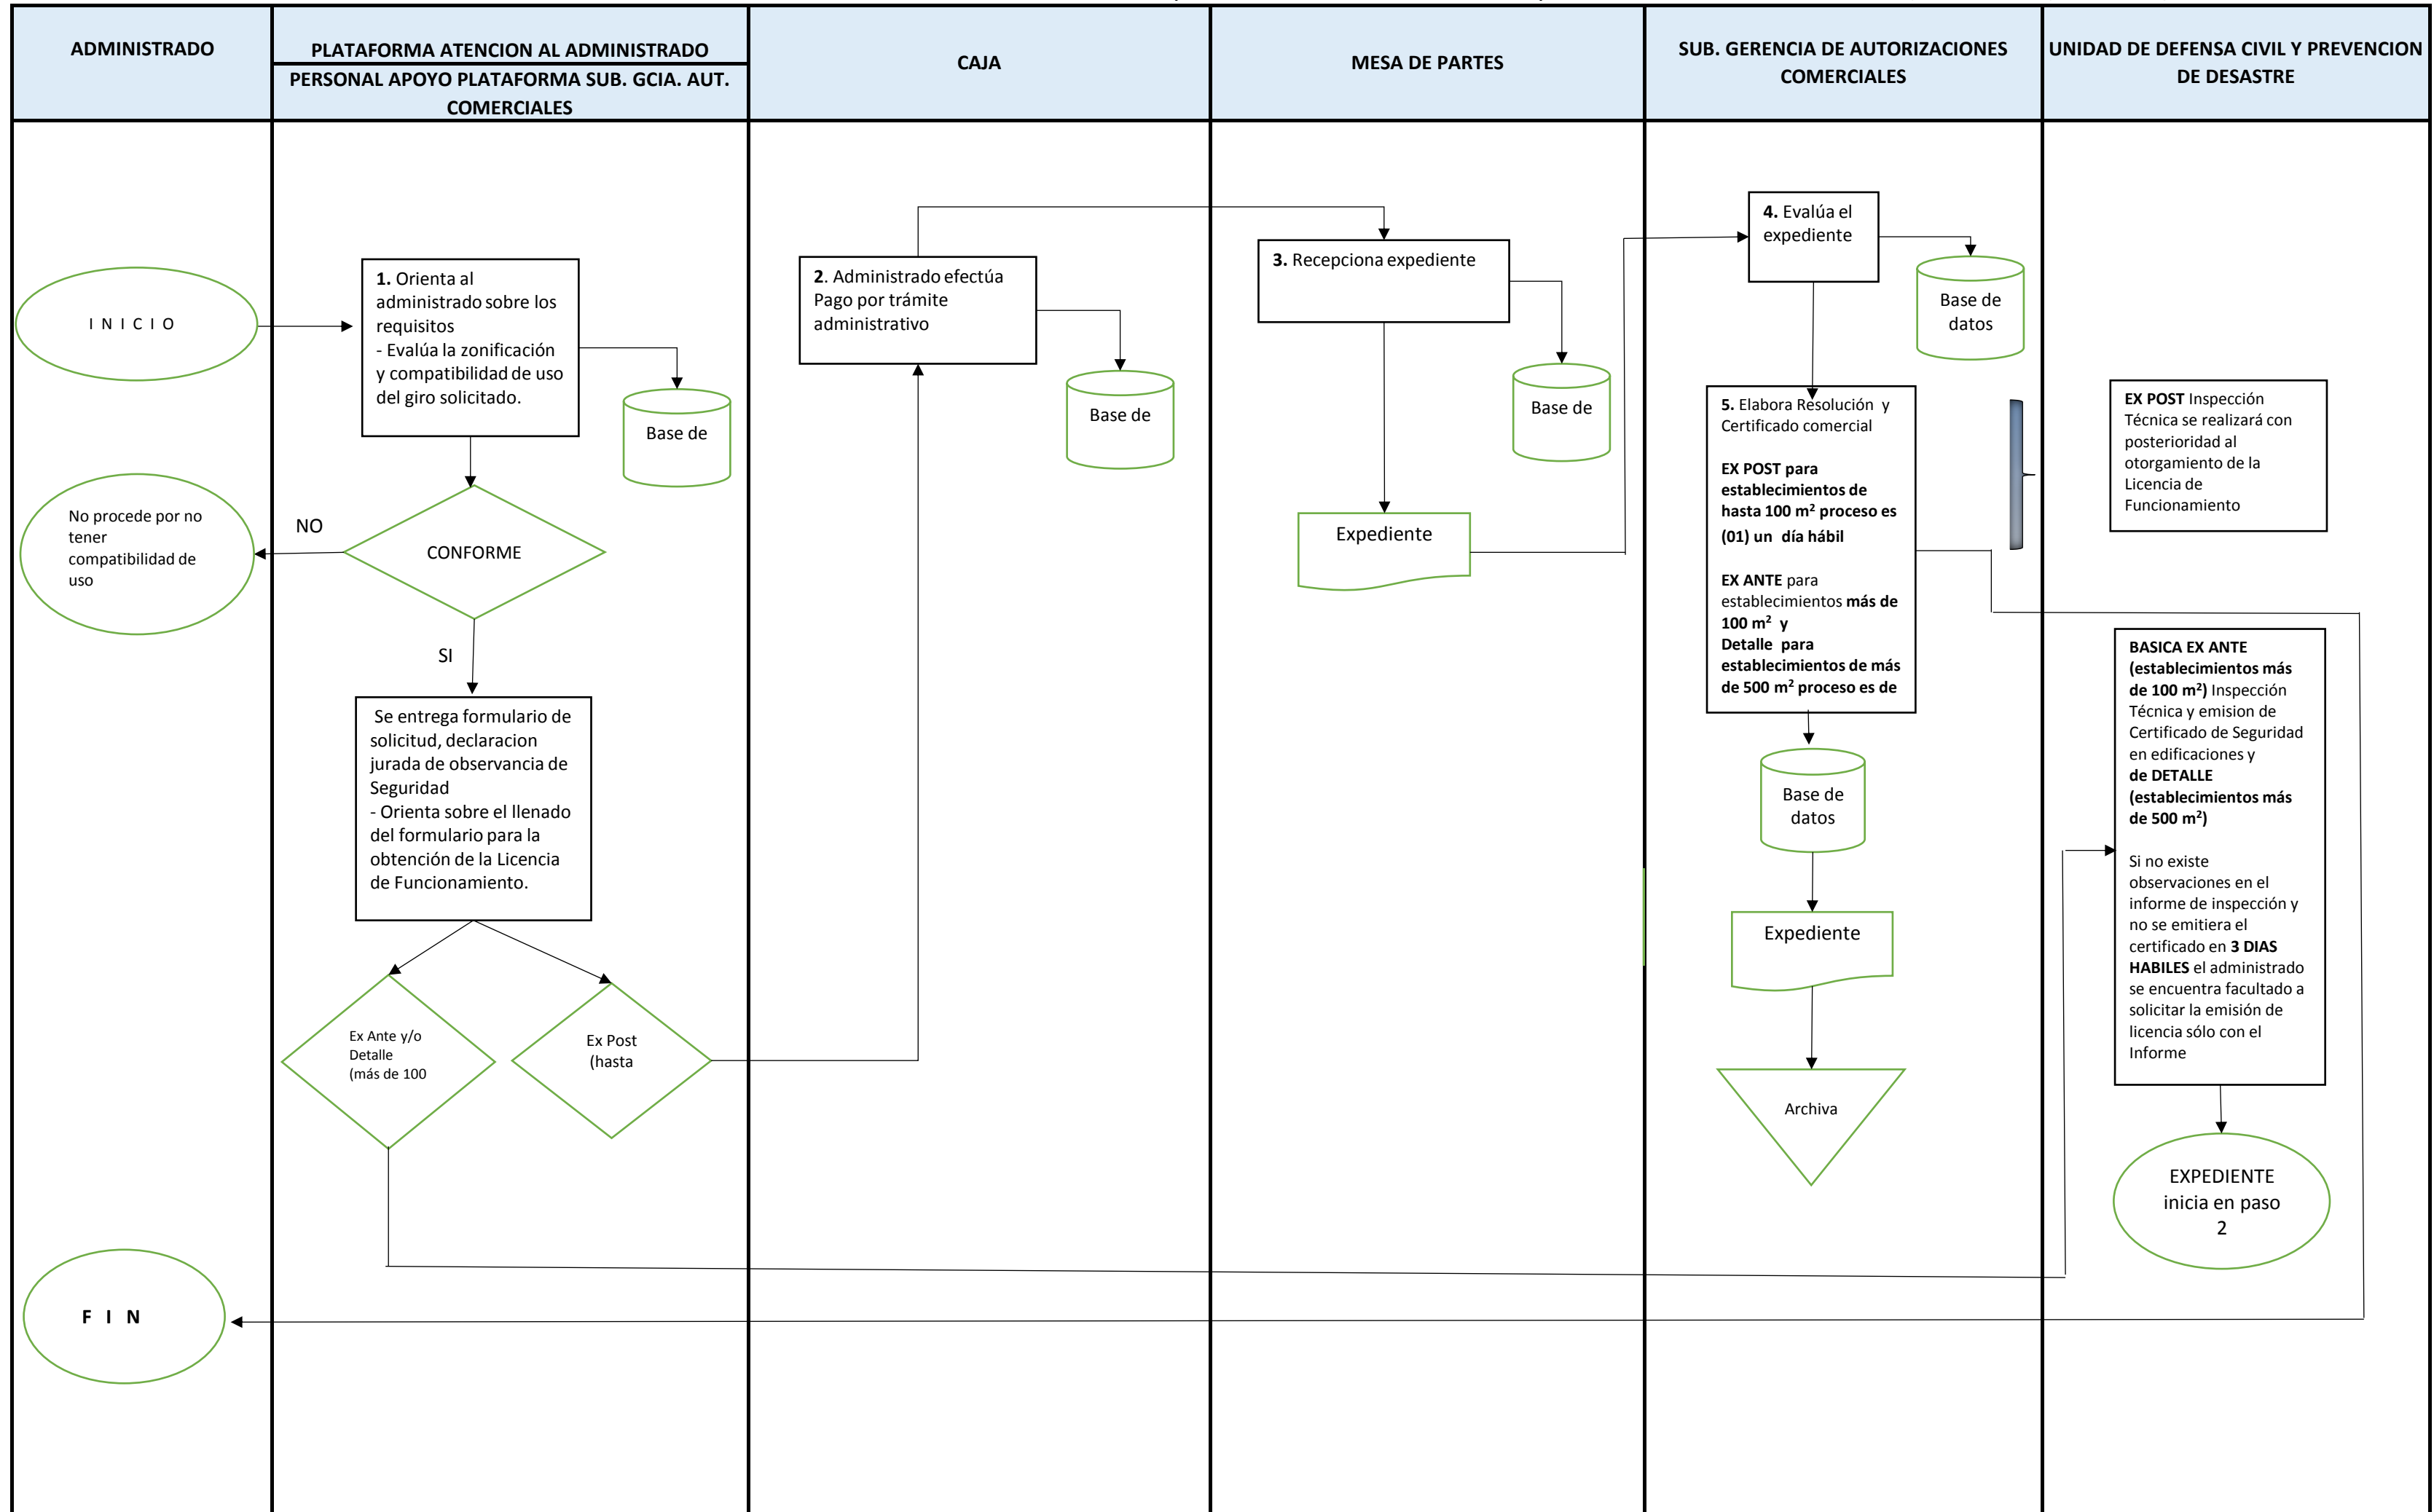 ADMINISTRADO
PLATAFORMA ATENCION AL ADMINISTRADO
PERSONAL APOYO PLATAFORMA SUB. GCIA. AUT.
COMERCIALES
CAJA
MESA DE PARTES
SUB. GERENCIA DE AUTORIZACIONES
COMERCIALES
UNIDAD DE DEFENSA CIVIL Y PREVENCION
DE DESASTRE
I N I C I O
No procede por no
tener
compatibilidad de
uso
F I N
1. Orienta al
administrado sobre los
requisitos
- Evalúa la zonificación
y compatibilidad de uso
del giro solicitado.
Base de
CONFORME
NO
SI
Se entrega formulario de
solicitud, declaracion
jurada de observancia de
Seguridad
- Orienta sobre el llenado
del formulario para la
obtención de la Licencia
de Funcionamiento.
Ex Ante y/o
Detalle
(más de 100
Ex Post
(hasta
2. Administrado efectúa
Pago por trámite
administrativo
Base de
3. Recepciona expediente
Base de
Expediente
4. Evalúa el
expediente
Base de
datos
5. Elabora Resolución y
Certificado comercial
EX POST para
establecimientos de
hasta 100 m² proceso es
(01) un día hábil
EX ANTE para
establecimientos más de
100 m² y
Detalle para
establecimientos de más
de 500 m² proceso es de
Base de
datos
Expediente
Archiva
EX POST Inspección
Técnica se realizará con
posterioridad al
otorgamiento de la
Licencia de
Funcionamiento
BASICA EX ANTE
(establecimientos más
de 100 m²) Inspección
Técnica y emision de
Certificado de Seguridad
en edificaciones y
de DETALLE
(establecimientos más
de 500 m²)
Si no existe
observaciones en el
informe de inspección y
no se emitiera el
certificado en 3 DIAS
HABILES el administrado
se encuentra facultado a
solicitar la emisión de
licencia sólo con el
Informe
EXPEDIENTE
inicia en paso
2